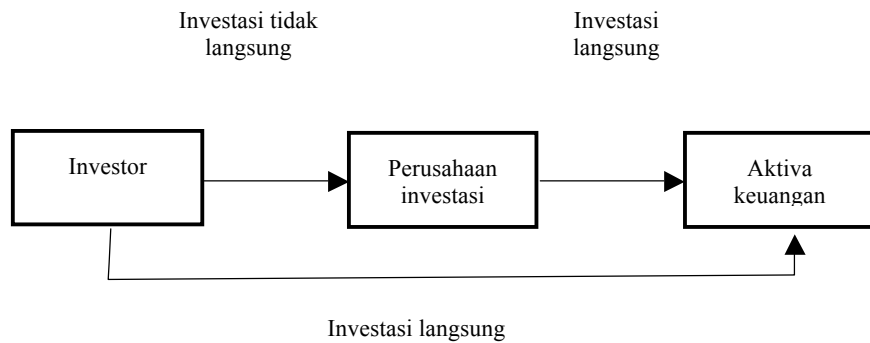 Investasi tidak
langsung
Investasi
langsung
Investor
Perusahaan
investasi
Aktiva
keuangan
Investasi langsung